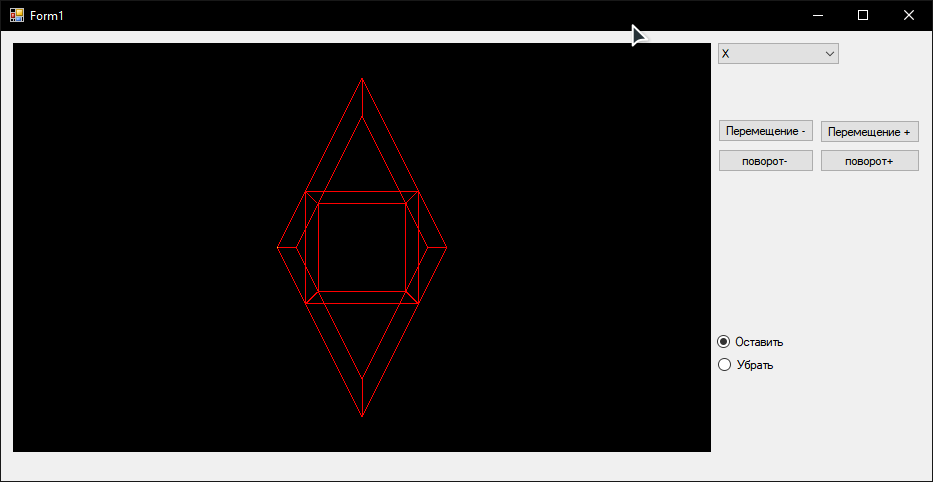 Form1
X
Перемещение -
Перемещение +
поворот-
поворот+
Оставить
Убрать